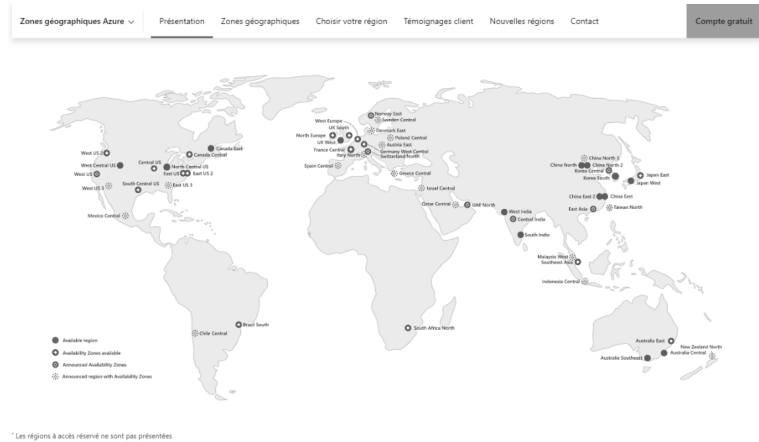 Zones géographiques Azure
Présentation
Zones géographiques
Choisir votre région
Témoignages client
Nouvelles régions
Contact
Compte gratuit
Norway East
Sweden Central
West Europe
UK South
Denmark East
North Europe
Poland Central
UK West
Austria East
France Central
Germany West Central
Italy North
Switzerland North
Spain Central
Greece Central
Canada East
West US 2
Canada Central
Central US
West Central US
North Central US
West US
East US
East US 2
West US 3
South Central US
East US 3
Mexico Central
Israel Central
Qatar Central
UAE North
West India
Central India
South India
China North 3
China North
China North 2
Korea Central
Japan East
Korea South
Japan West
China East 2
China East
East Asia
Taiwan North
Malaysia West
Southeast Asia
Indonesia Central
Brazil South
Chile Central
South Africa North
Australia East
New Zealand North
Australia Central
Australia Southeast
Available region
Availability Zones available
Announced Availability Zones
Announced region with Availability Zones
* Les régions à accès réservé ne sont pas présentées